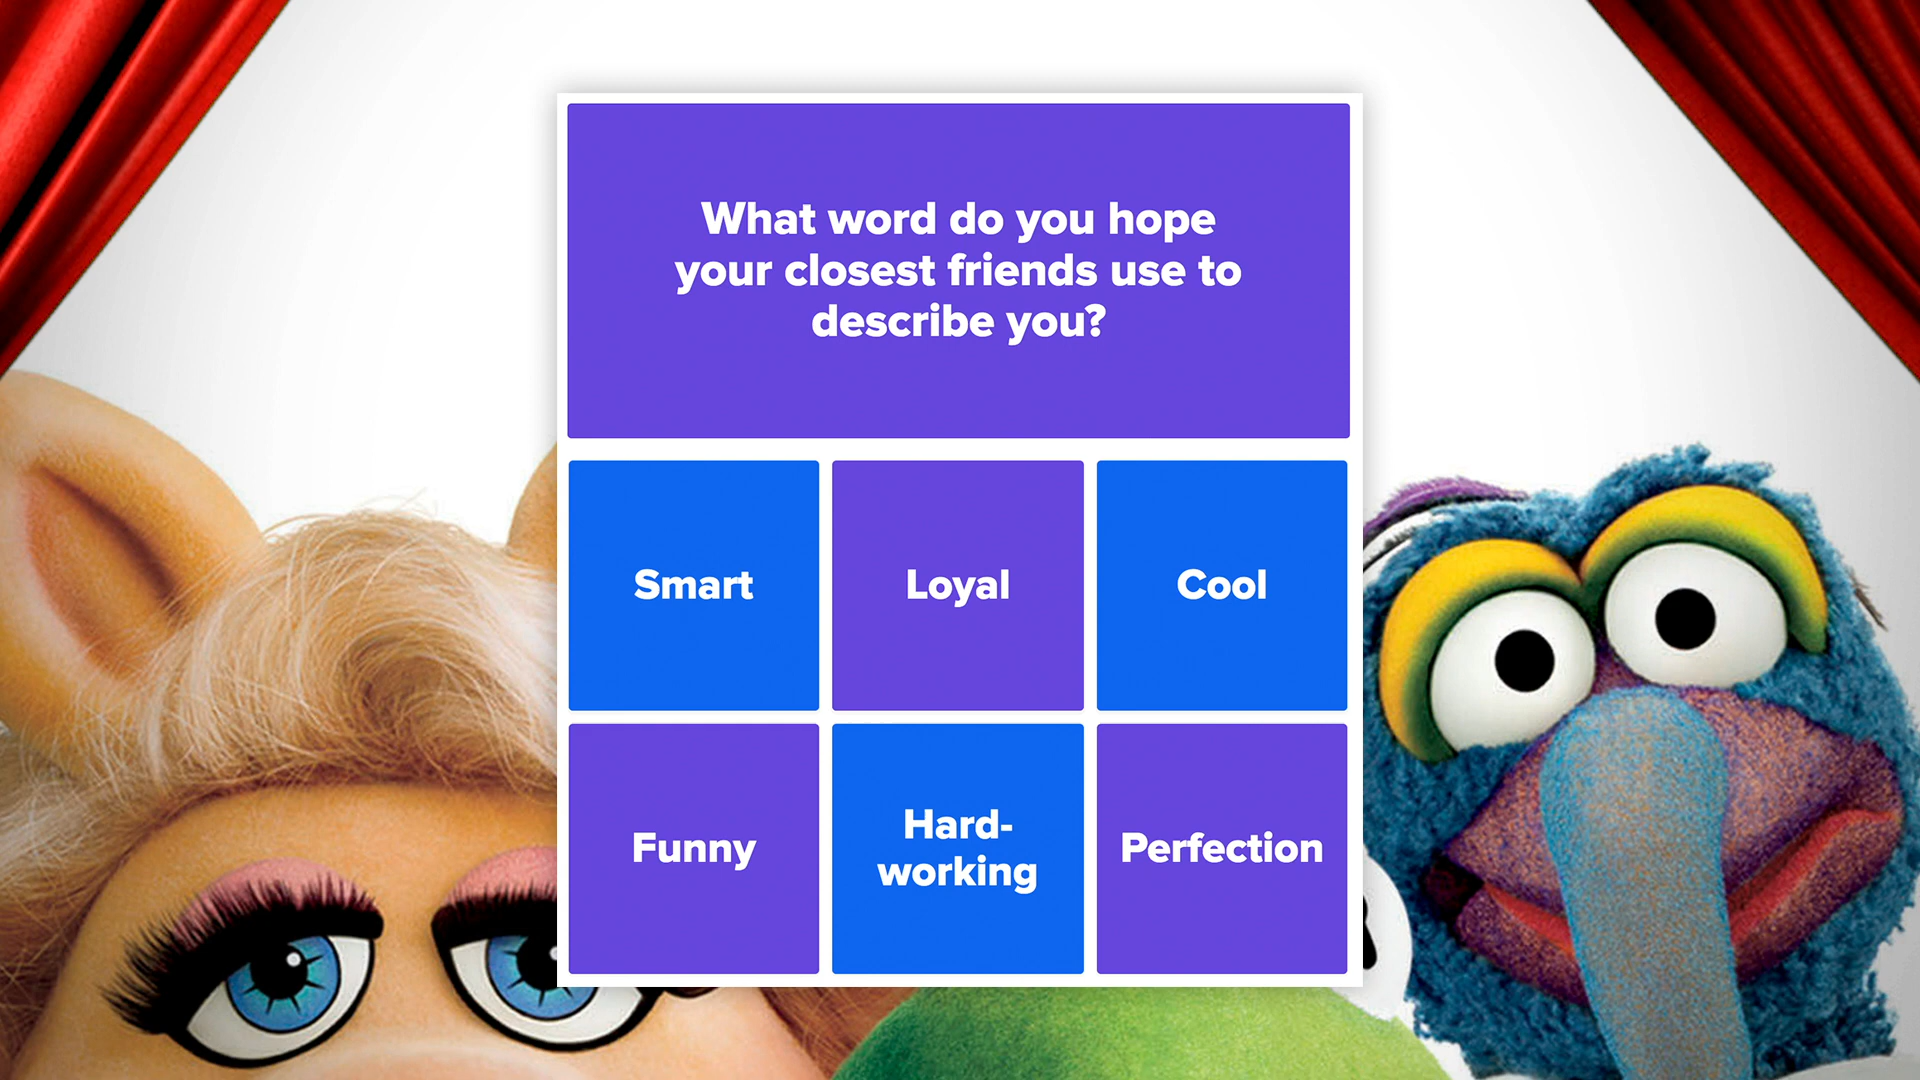 What word do you hope
your closest friends use to
describe you?
Smart
Loyal
Cool
Funny
Hard-
working
Perfection